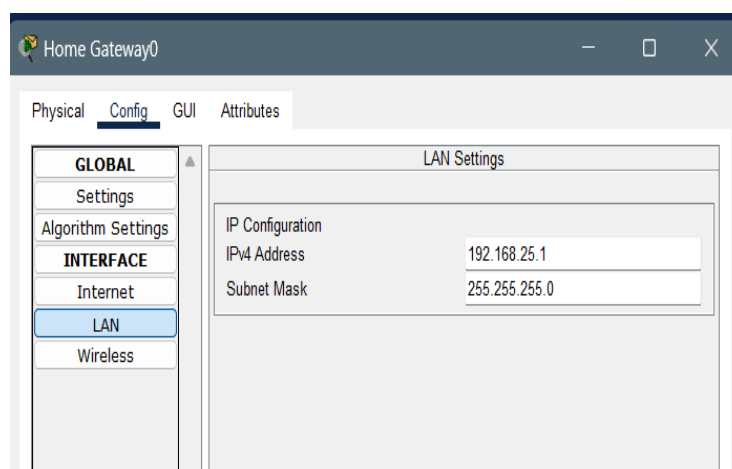 Home Gateway0
Physical Config GUI Attributes
GLOBAL
Settings
Algorithm Settings
INTERFACE
Internet
LAN
Wireless
LAN Settings
IP Configuration
IPv4 Address 192.168.25.1
Subnet Mask 255.255.255.0